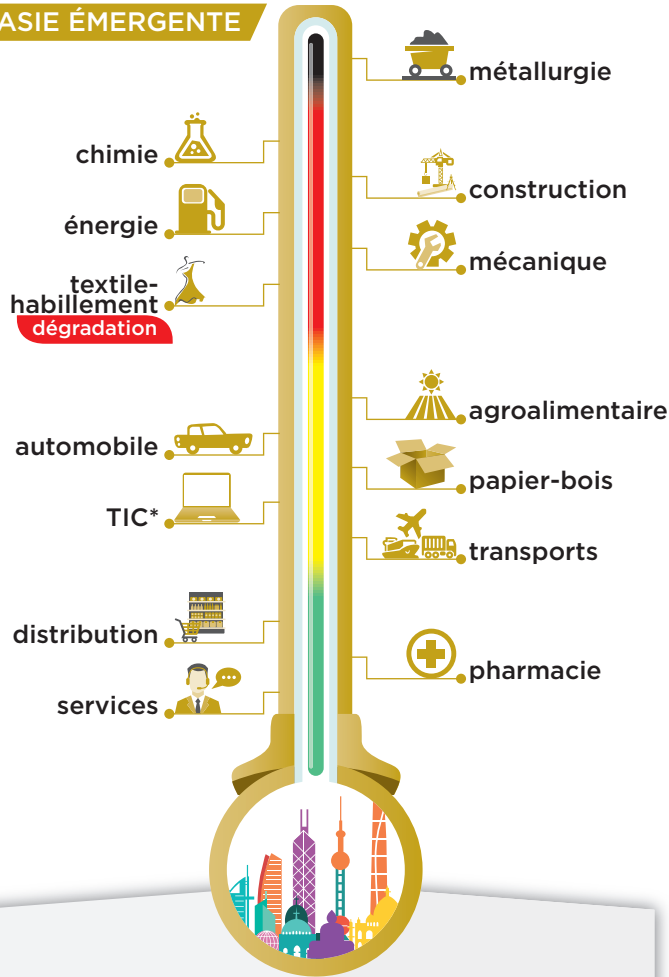 ASIE ÉMERGENTE
métallurgie
chimie
construction
énergie
mécanique
textile-
habillement
dégradation
agroalimentaire
automobile
papier-bois
TIC*
transports
distribution
pharmacie
services